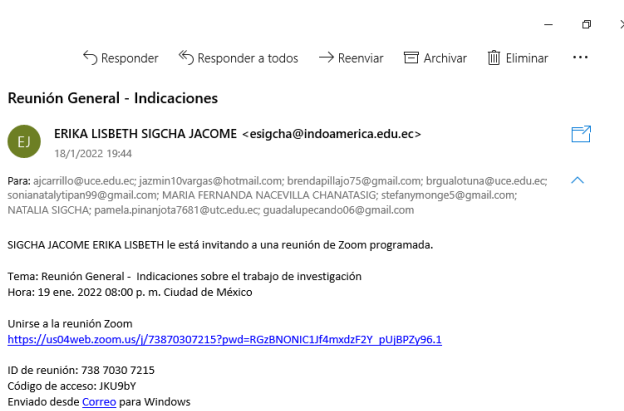 Responder Responder a todos Reenviar Archivar Eliminar ...
Reunión General - Indicaciones
EJ
ERIKA LISBETH SIGCHA JACOME <esigcha@indoamerica.edu.ec>
18/1/2022 19:44
Para: ajcarrillo@uce.edu.ec; jazmin10vargas@hotmail.com; brendapillajo75@gmail.com; brgualotuna@uce.edu.ec;
sonianatalytipan99@gmail.com; MARIA FERNANDA NACEVILLA CHANATASIG; stefanymonge5@gmail.com;
NATALIA SIGCHA; pamela.pinanjota7681@utc.edu.ec; guadalupecando06@gmail.com
SIGCHA JACOME ERIKA LISBETH le está invitando a una reunión de Zoom programada.
Tema: Reunión General - Indicaciones sobre el trabajo de investigación
Hora: 19 ene. 2022 08:00 p. m. Ciudad de México
Unirse a la reunión Zoom
https://us04web.zoom.us/j/73870307215?pwd=RGzBNONIC1Jf4mxdzF2Y_pUjBPZy96.1
ID de reunión: 738 7030 7215
Código de acceso: JKU9bY
Enviado desde Correo para Windows